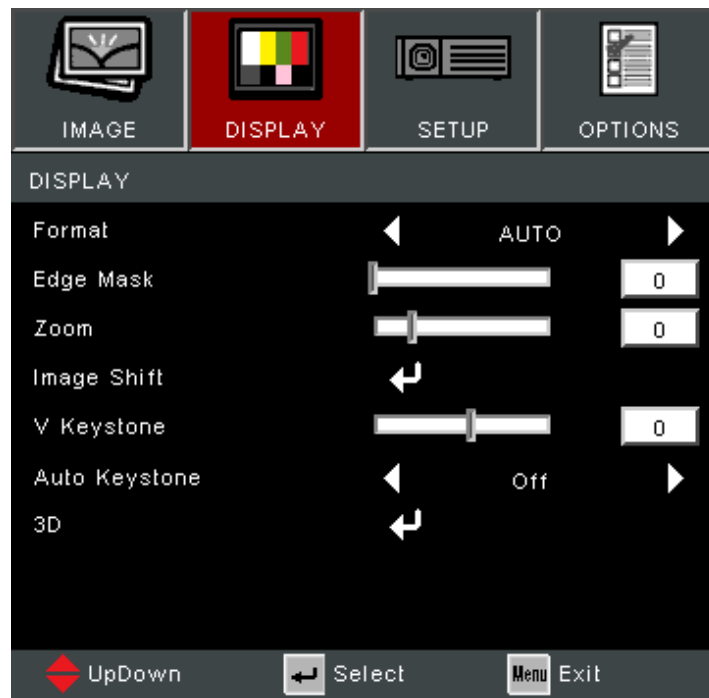 IMAGE DISPLAY SETUP OPTIONS
DISPLAY
Format AUTO
Edge Mask 0
Zoom 0
Image Shift
V Keystone 0
Auto Keystone Off
3D
UpDown Select Menu Exit